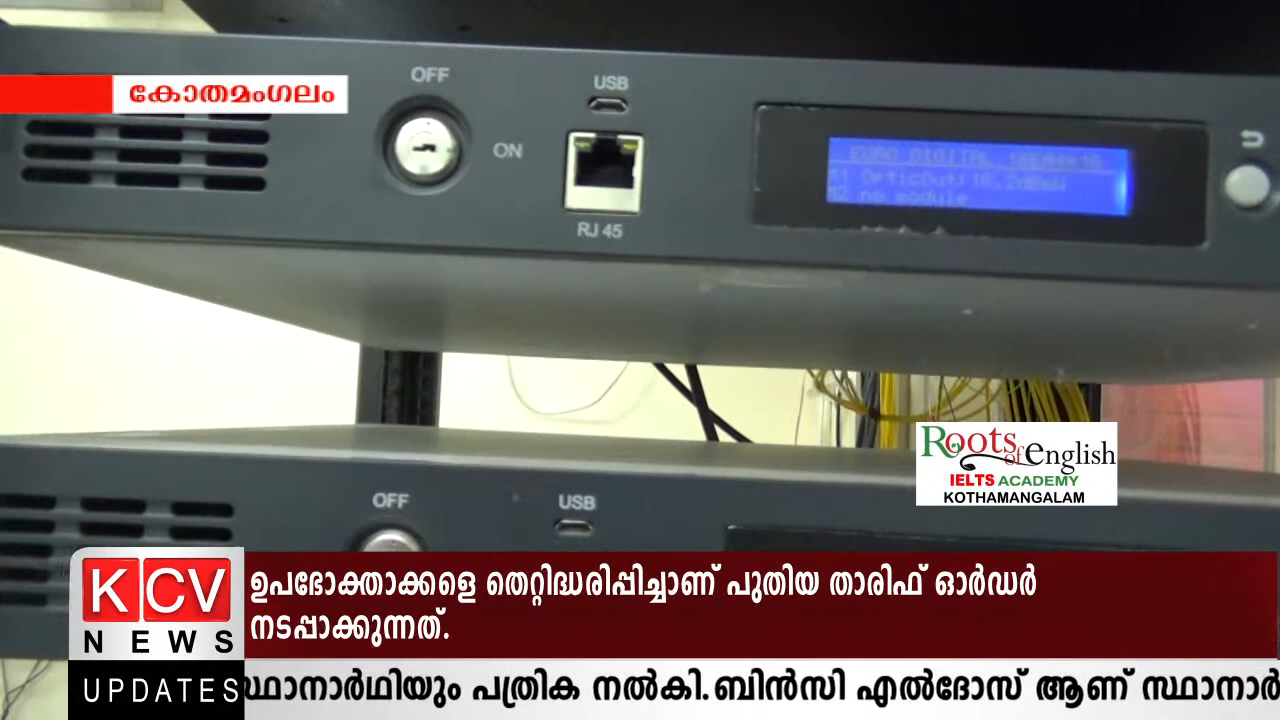 കോതമംഗലം
OFF
USB
ON
RJ 45
EURO DIGITAL
OpticOut
no module
Roots of English
IELTS ACADEMY
KOTHAMANGALAM
OFF
USB
KCV
NEWS
ഉപഭോക്താക്കളെ തെറ്റിദ്ധരിപ്പിച്ചാണ് പുതിയ താരിഫ് ഓർഡർ
നടപ്പാക്കുന്നത്.
UPDATES
സ്ഥാനാർഥിയും പത്രിക നൽകി. ബിൻസി എൽദോസ് ആണ് സ്ഥാനാർ